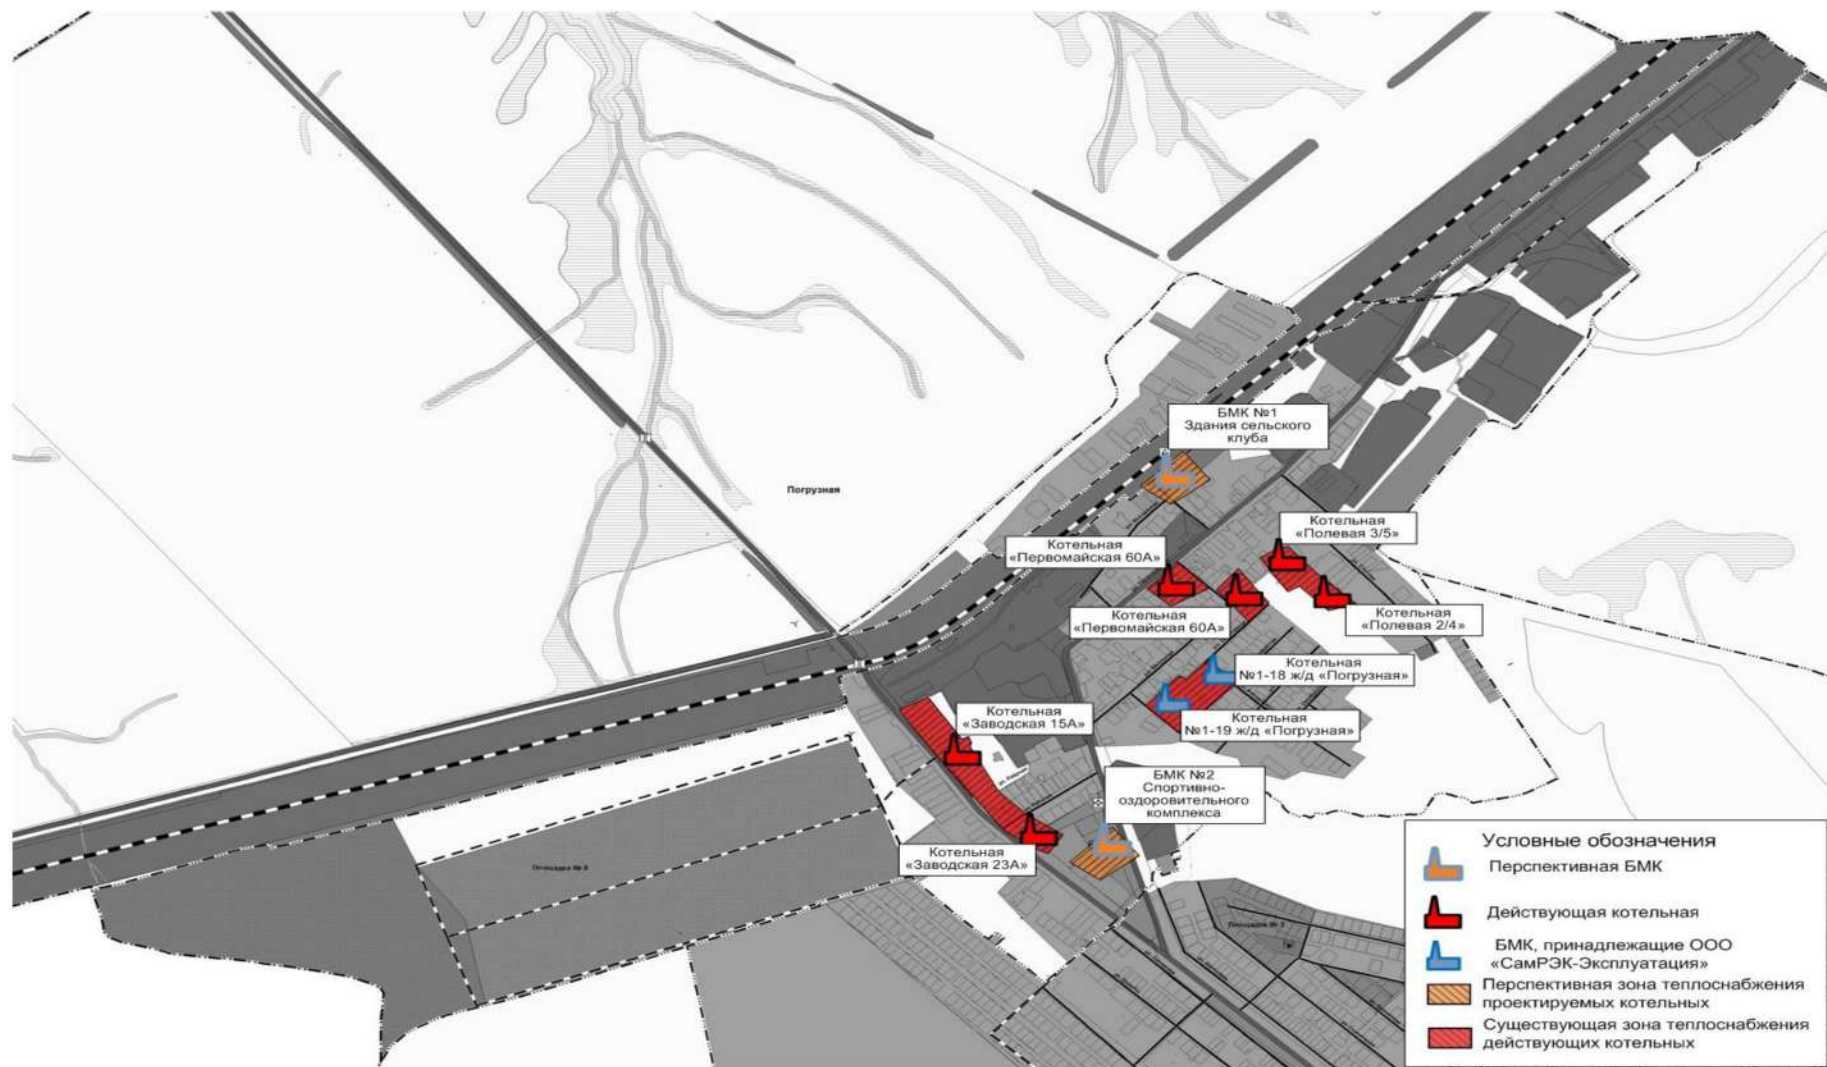 БМК №1
Здания сельского
клуба
Погрузная
Котельная
«Полевая 3/5»
Котельная
«Первомайская 60А»
Котельная
«Первомайская 60А»
Котельная
«Полевая 2/4»
Котельная
№1-18 ж/д «Погрузная»
Котельная
№1-19 ж/д «Погрузная»
Котельная
«Заводская 15А»
БМК №2
Спортивно-
оздоровительного
комплекса
Котельная
«Заводская 23А»
Площадка № 3
Условные обозначения
Перспективная БМК
Действующая котельная
БМК, принадлежащие ООО
«СамРЭК-Эксплуатация»
Перспективная зона теплоснабжения
проектируемых котельных
Существующая зона теплоснабжения
действующих котельных